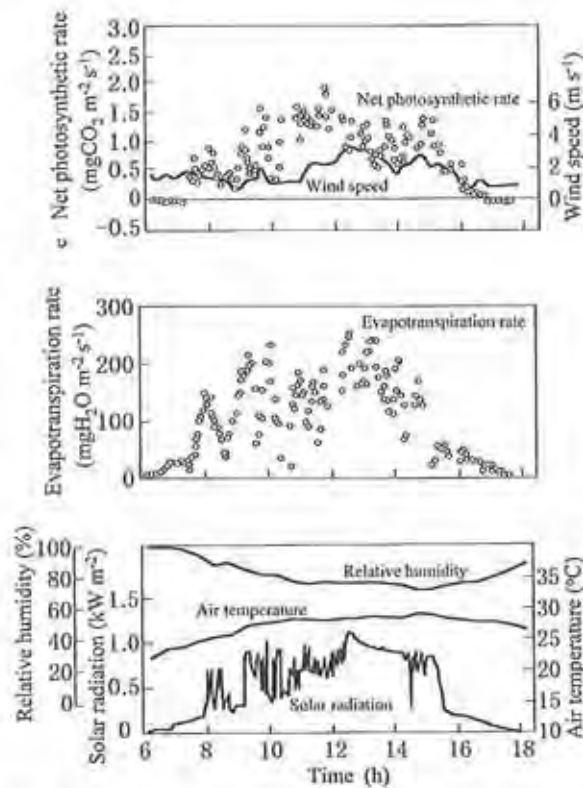 e Net photosynthetic rate
(mgCO₂ m⁻² s⁻¹)
3.0
2.5
2.0
1.5
1.0
0.5
0
−0.5
Net photosynthetic rate
Wind speed
6
4
2
0
Wind speed (m s⁻¹)
Evapotranspiration rate
(mgH₂O m⁻² s⁻¹)
300
200
100
0
Evapotranspiration rate
Relative humidity (%)
100
80
60
40
20
0
Solar radiation (kW m⁻²)
1.5
1.0
0.5
0
Relative humidity
Air temperature
Solar radiation
35
30
25
20
15
10
Air temperature (°C)
6 8 10 12 14 16 18
Time (h)